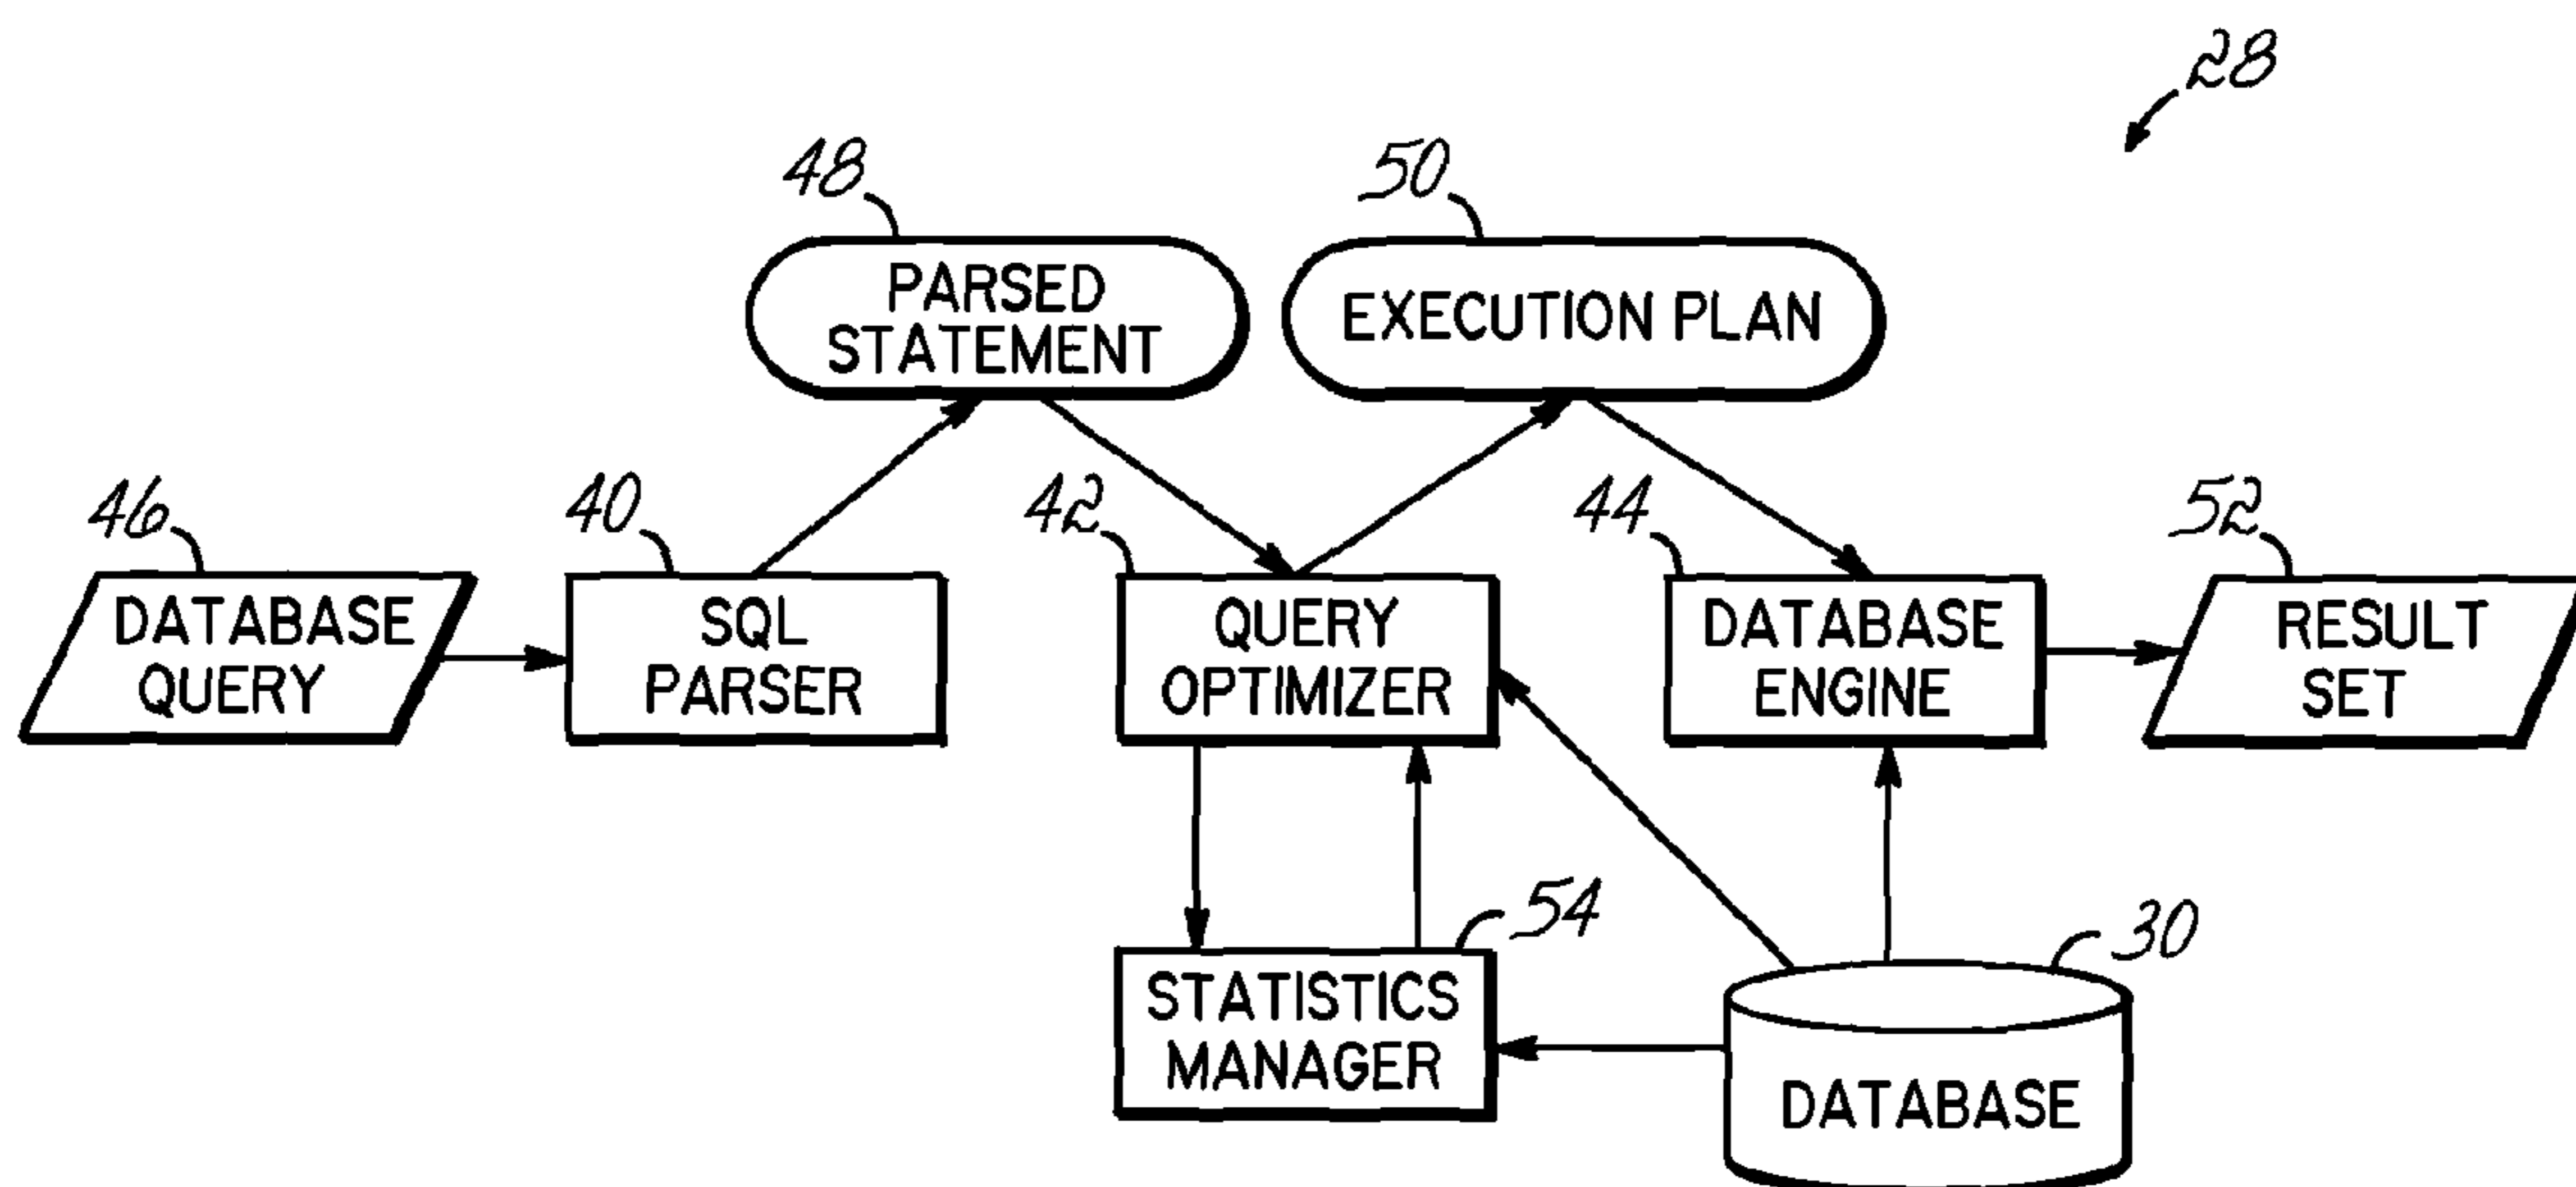 28
48
50
PARSED
STATEMENT
EXECUTION PLAN
46
40
42
44
52
DATABASE
QUERY
SQL
PARSER
QUERY
OPTIMIZER
DATABASE
ENGINE
RESULT
SET
54
30
STATISTICS
MANAGER
DATABASE